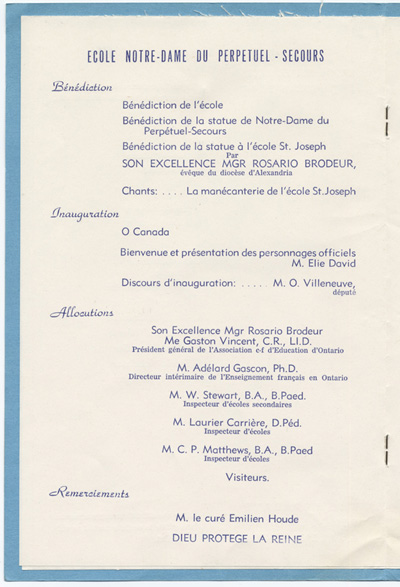 ECOLE NOTRE-DAME DU PERPETUEL - SECOURS
Bénédiction
Bénédiction de l'école
Bénédiction de la statue de Notre-Dame du
Perpétuel-Secours
Bénédiction de la statue à l'école St. Joseph
Par
SON EXCELLENCE MGR ROSARIO BRODEUR,
évêque du diocèse d'Alexandria
Chants: . . . . La manécanterie de l'école St.Joseph
Inauguration
O Canada
Bienvenue et présentation des personnages officiels
M. Elie David
Discours d'inauguration: . . . . . M. O. Villeneuve,
député
Allocutions
Son Excellence Mgr Rosario Brodeur
Me Gaston Vincent, C.R., Ll.D.
Président général de l'Association c-f d'Education d'Ontario
M. Adélard Gascon, Ph.D.
Directeur intérimaire de l'Enseignement français en Ontario
M. W. Stewart, B.A., B.Paed.
Inspecteur d'écoles secondaires
M. Laurier Carrière, D.Péd.
Inspecteur d'écoles
M. C. P. Matthews, B.A., B.Paed
Inspecteur d'écoles
Visiteurs.
Remerciements
M. le curé Emilien Houde
DIEU PROTEGE LA REINE